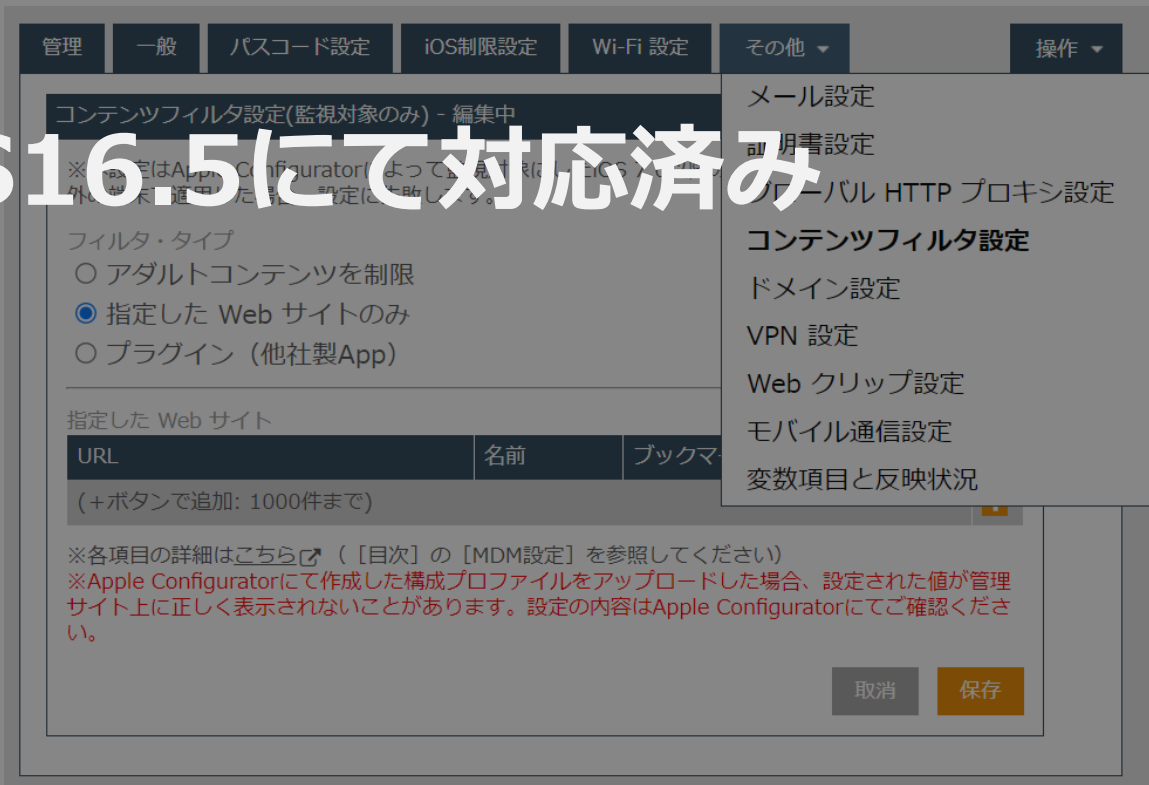 管理 一般 パスコード設定 iOS制限設定 Wi-Fi 設定 その他 操作
コンテンツフィルタ設定(監視対象のみ) - 編集中
S16.5にて対応済み
フィルタ・タイプ
アダルトコンテンツを制限
指定した Web サイトのみ
プラグイン（他社製App）
指定した Web サイト
URL 名前 ブックマ
(+ボタンで追加: 1000件まで)
※各項目の詳細はこちら（［目次］の［MDM設定］を参照してください）
※Apple Configuratorにて作成した構成プロファイルをアップロードした場合、設定された値が管理
サイト上に正しく表示されないことがあります。設定の内容はApple Configuratorにてご確認くださ
い。
取消 保存
メール設定
証明書設定
グローバル HTTP プロキシ設定
コンテンツフィルタ設定
ドメイン設定
VPN 設定
Web クリップ設定
モバイル通信設定
変数項目と反映状況